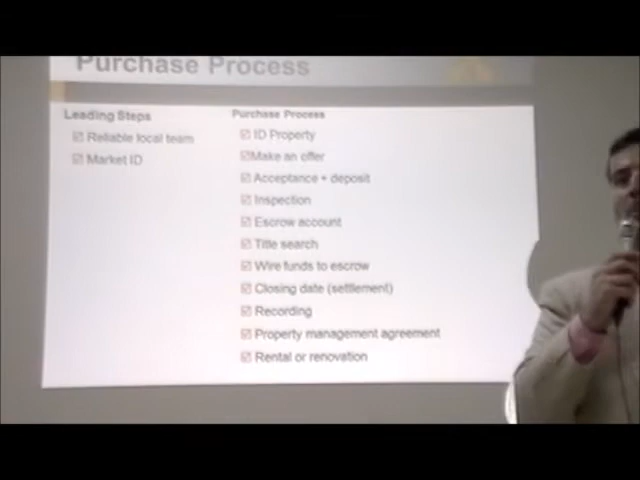 Purchase Process
Leading Steps
Reliable local team
Market ID
Purchase Process
ID Property
Make an offer
Acceptance + deposit
Inspection
Escrow account
Title search
Wire funds to escrow
Closing date (settlement)
Recording
Property management agreement
Rental or renovation